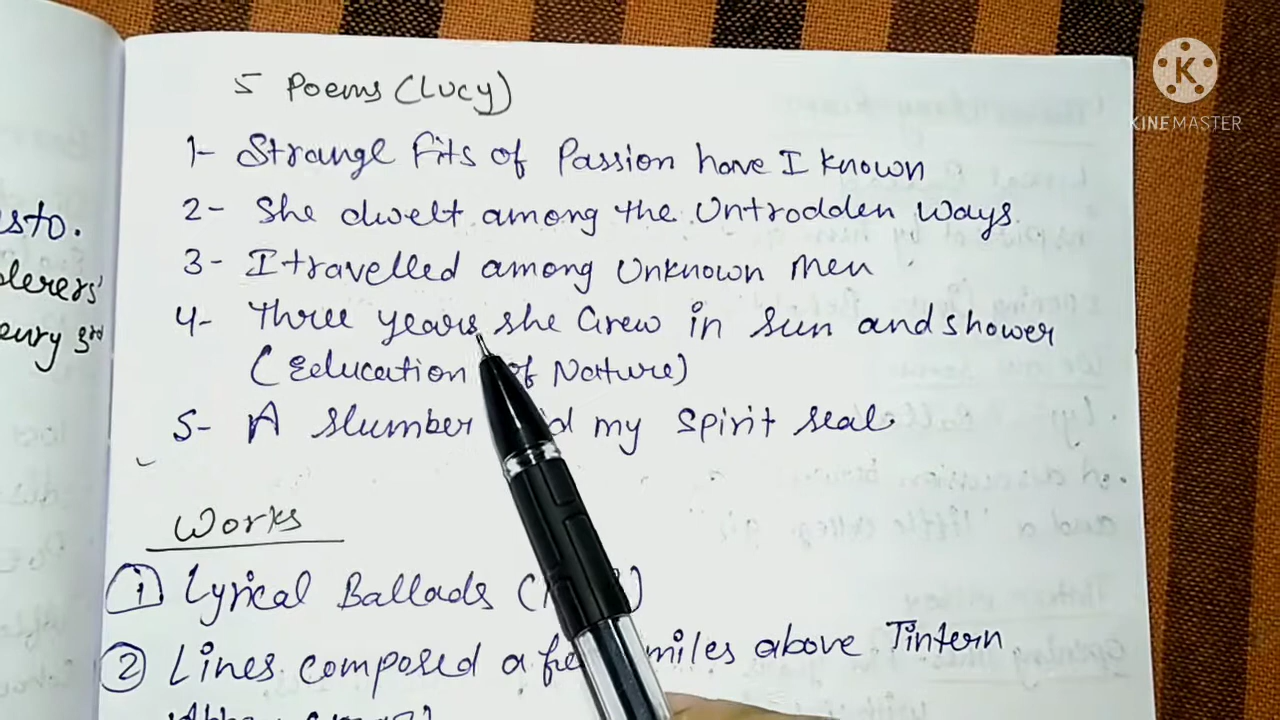 5 Poems (Lucy)
1- Strange Fits of Passion have I known
2- She dwelt among the Untrodden Ways.
3- I travelled among Unknown Men
4- Three years she Grew in Sun and Shower
(Education of Nature)
5- A slumber my Spirit seal
Works
1 Lyrical Ballads
2 Lines composed a miles above Tintern
K
KINEMASTER